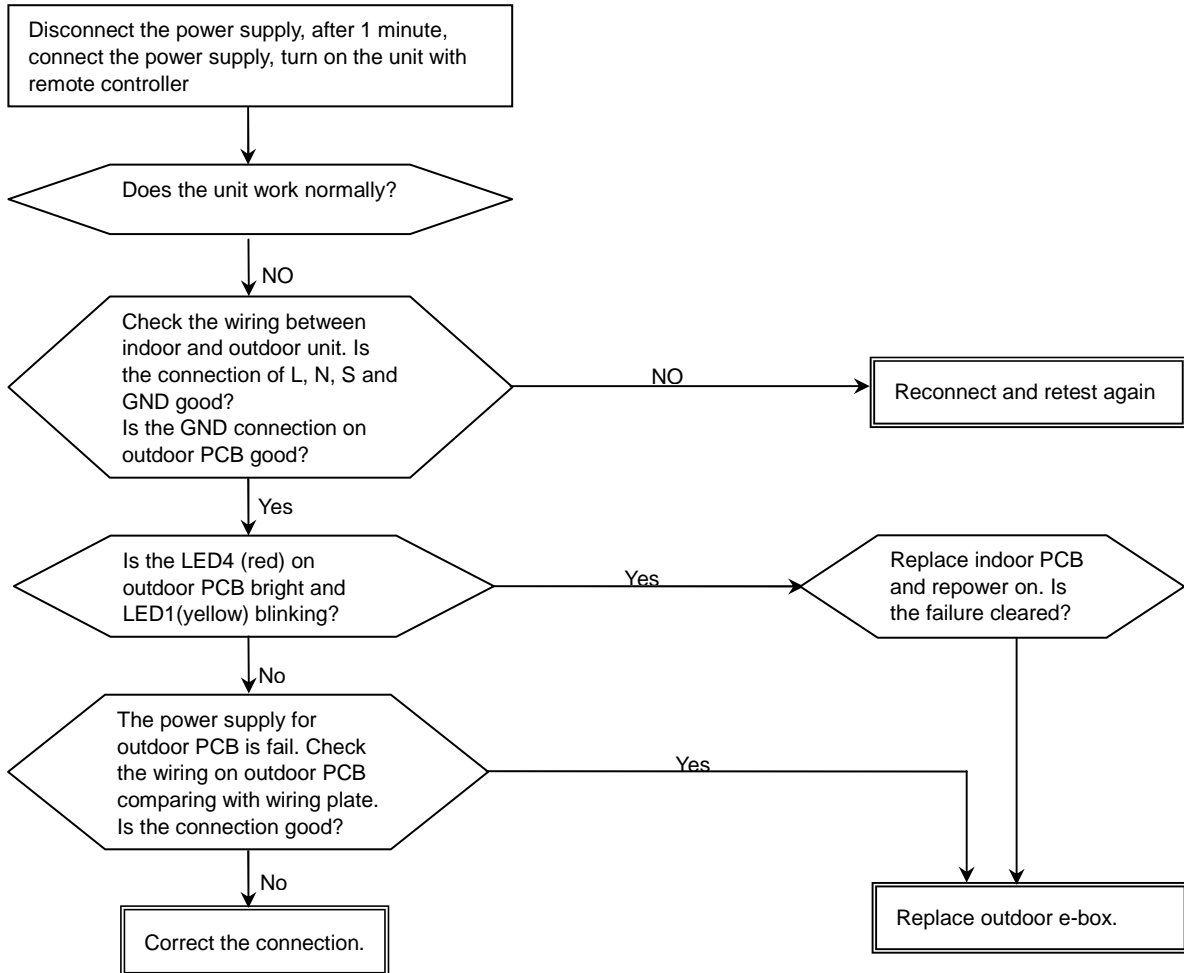 Disconnect the power supply, after 1 minute,
connect the power supply, turn on the unit with
remote controller
Does the unit work normally?
NO
Check the wiring between
indoor and outdoor unit. Is
the connection of L, N, S and
GND good?
Is the GND connection on
outdoor PCB good?
NO
Reconnect and retest again
Yes
Is the LED4 (red) on
outdoor PCB bright and
LED1(yellow) blinking?
Yes
Replace indoor PCB
and repower on. Is
the failure cleared?
No
The power supply for
outdoor PCB is fail. Check
the wiring on outdoor PCB
comparing with wiring plate.
Is the connection good?
Yes
No
Correct the connection.
Replace outdoor e-box.